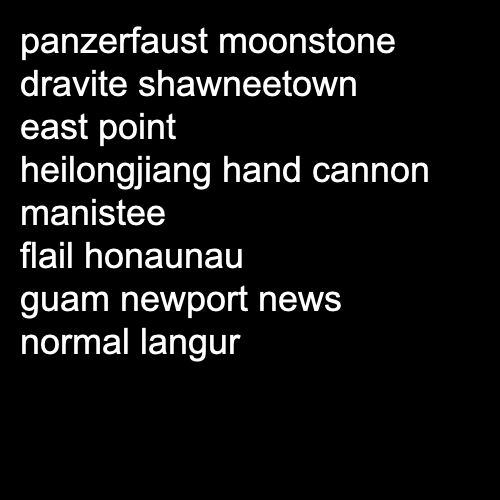 panzerfaust moonstone
dravite shawneetown
east point
heilongjiang hand cannon
manistee
flail honaunau
guam newport news
normal langur